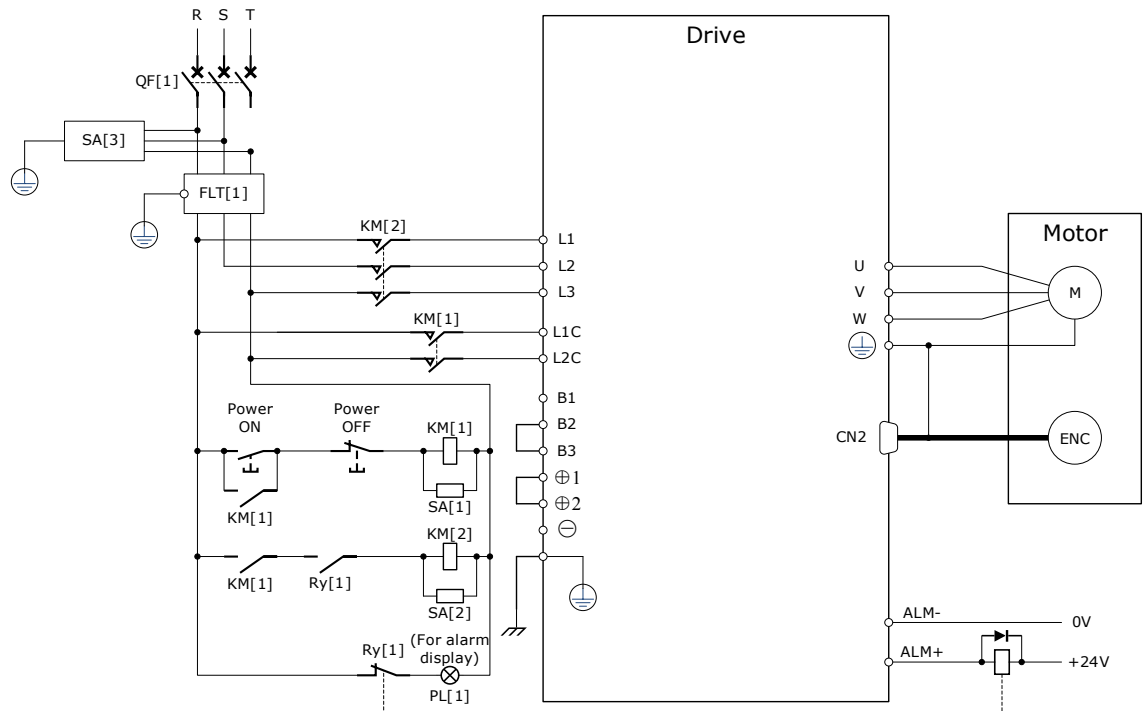 R S T
Drive
QF[1]
SA[3]
FLT[1]
KM[2]
L1
Motor
L2
U
L3
V
M
KM[1]
W
L1C
L2C
B1
Power
ON
Power
OFF
KM[1]
B2
CN2
ENC
B3
⊕1
SA[1]
KM[1]
⊕2
KM[2]
⊖
KM[1]
Ry[1]
SA[2]
ALM-
0V
(For alarm
display)
Ry[1]
ALM+
+24V
PL[1]